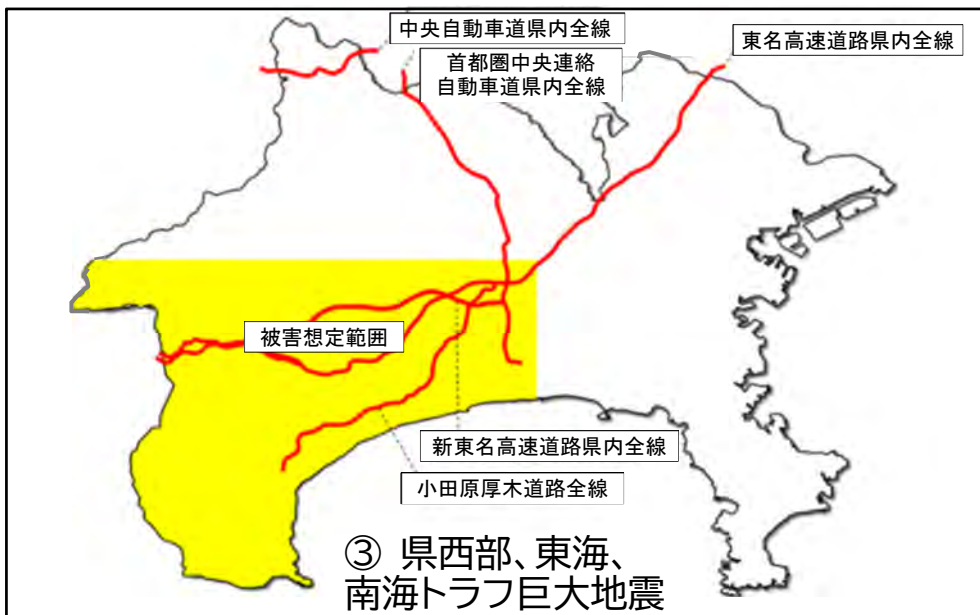 中央自動車道県内全線
首都圏中央連絡
自動車道県内全線
東名高速道路県内全線
被害想定範囲
新東名高速道路県内全線
小田原厚木道路全線
③ 県西部、東海、
南海トラフ巨大地震